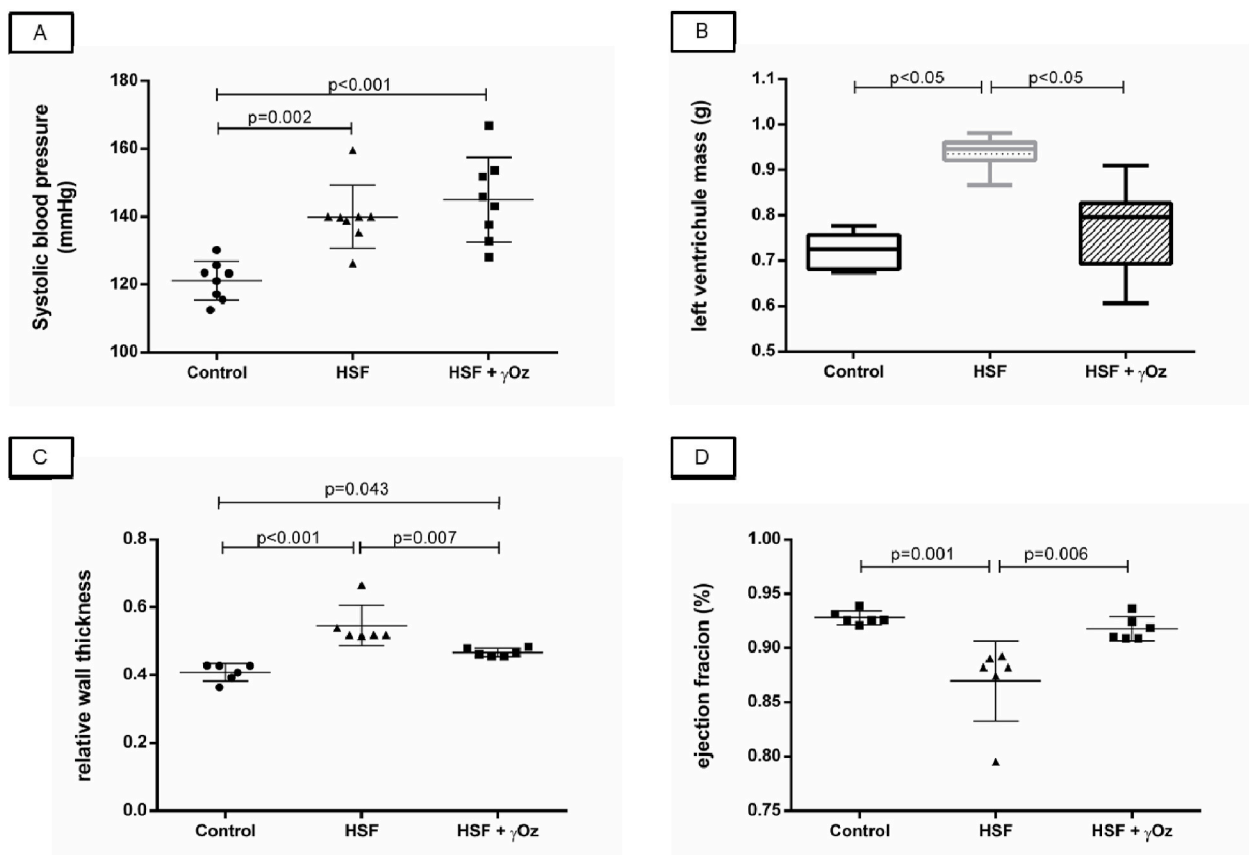 A
180
160
140
120
100
Systolic blood pressure
(mmHg)
p<0.001
p=0.002
Control
HSF
HSF + γOz
B
1.1
1.0
0.9
0.8
0.7
0.6
0.5
left ventrichule mass (g)
p<0.05
p<0.05
Control
HSF
HSF + γOz
C
0.8
0.6
0.4
0.2
0.0
relative wall thickness
p=0.043
p<0.001
p=0.007
Control
HSF
HSF + γOz
D
1.00
0.95
0.90
0.85
0.80
0.75
ejection fracion (%)
p=0.001
p=0.006
Control
HSF
HSF + γOz